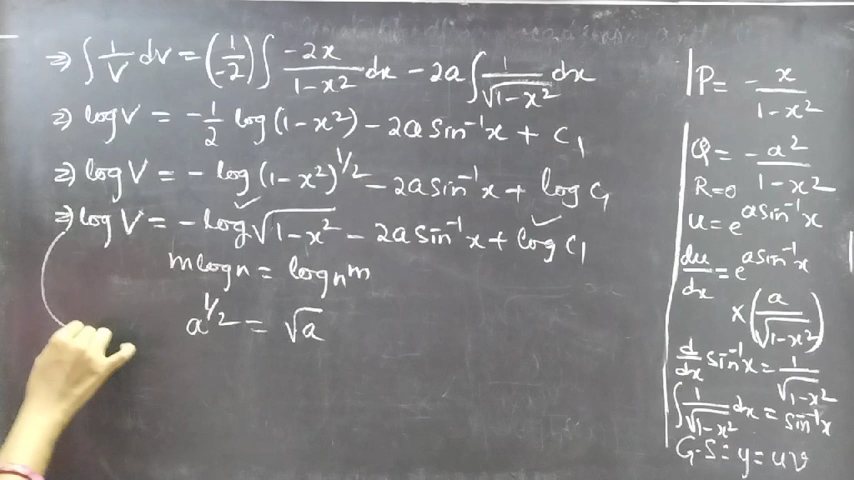 ⇒ ∫ 1/V dv = (1/-2) ∫ -2x/(1-x²) dx - 2a ∫ 1/√(1-x²) dx
⇒ log V = -1/2 log(1-x²) - 2a sin⁻¹x + c₁
⇒ log V = - log(1-x²)^1/2 - 2a sin⁻¹x + log c₁
⇒ log V = - log √(1-x²) - 2a sin⁻¹x + log c₁
m log n = log n^m
a^1/2 = √a
P = - x/(1-x²)
Q = - a²/(1-x²)
R=0
u = e^(a sin⁻¹x)
du/dx = e^(a sin⁻¹x)
× (a/√(1-x²))
d/dx sin⁻¹x = 1/√(1-x²)
∫ 1/√(1-x²) dx = sin⁻¹x
G.S = y = uv